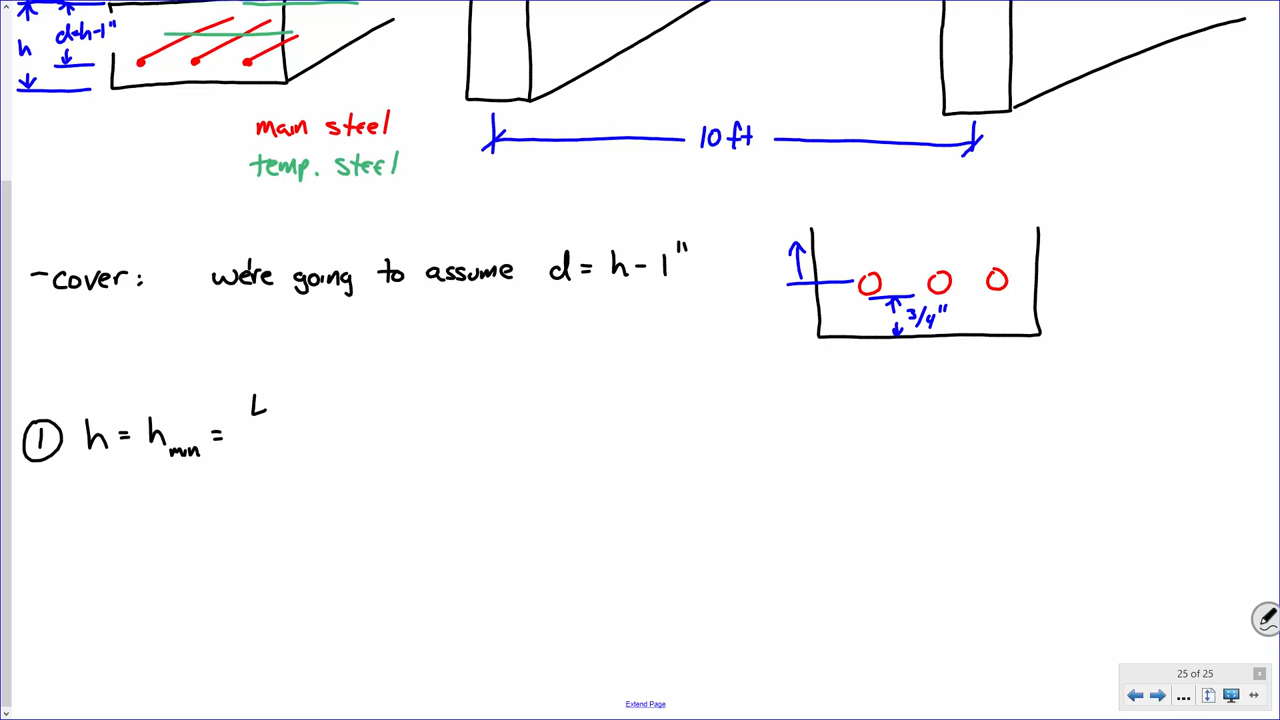 h
d=h-1"
main steel
temp. steel
10 ft
-cover: we're going to assume d = h - 1"
3/4"
1 h = hmin = L
25 of 25
Extend Page